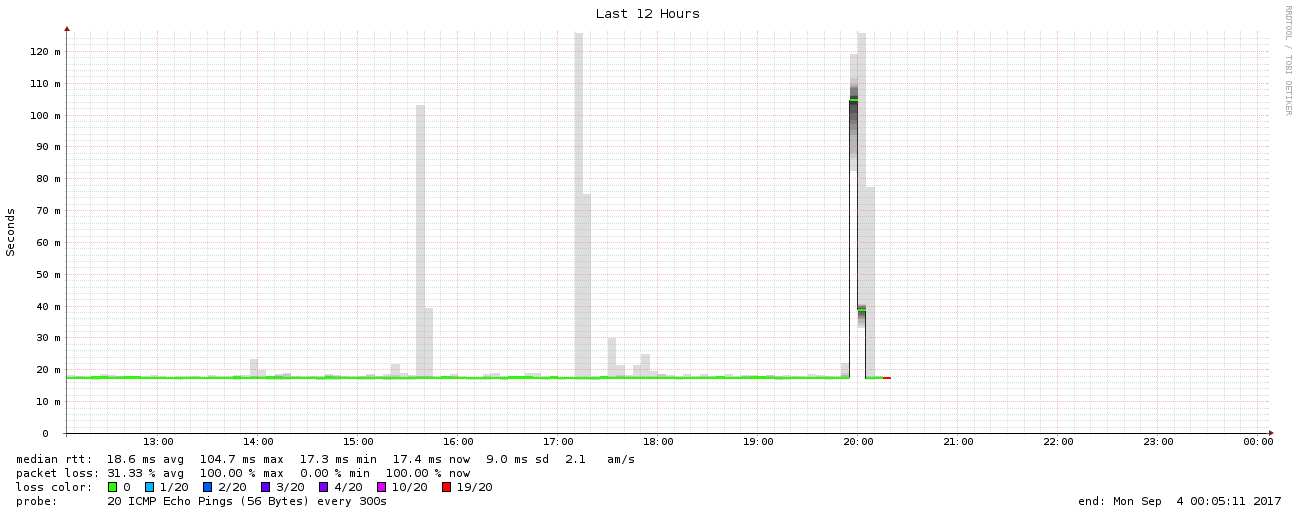 Last 12 Hours
RRDTOOL / TOBI OETIKER
Seconds
120 m
110 m
100 m
90 m
80 m
70 m
60 m
50 m
40 m
30 m
20 m
10 m
0
13:00 14:00 15:00 16:00 17:00 18:00 19:00 20:00 21:00 22:00 23:00 00:00
median rtt: 18.6 ms avg 104.7 ms max 17.3 ms min 17.4 ms now 9.0 ms sd 2.1 am/s
packet loss: 31.33 % avg 100.00 % max 0.00 % min 100.00 % now
loss color: 0 1/20 2/20 3/20 4/20 10/20 19/20
probe: 20 ICMP Echo Pings (56 Bytes) every 300s
end: Mon Sep 4 00:05:11 2017